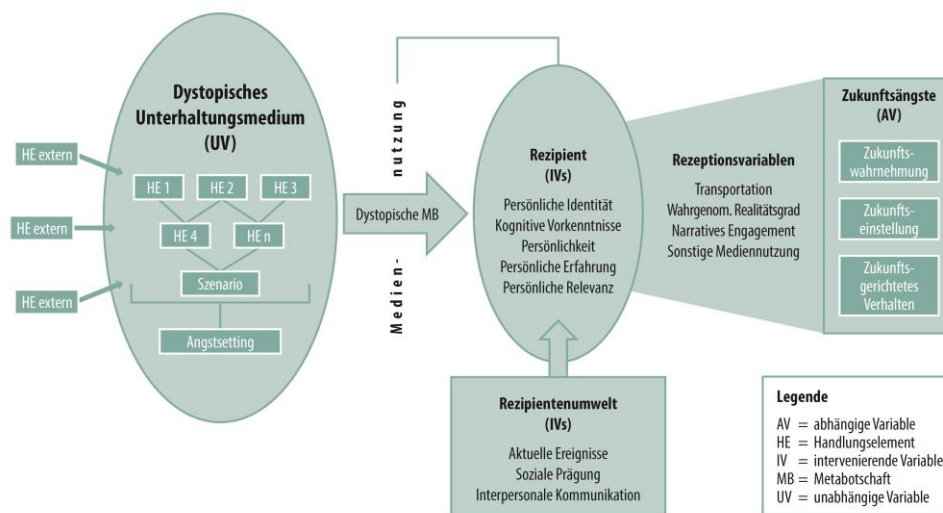 Dystopisches
Unterhaltungsmedium
(UV)
HE extern
HE extern
HE extern
HE 1
HE 2
HE 3
HE 4
HE n
Szenario
Angstsetting
Medien-
nutzung
Dystopische MB
Rezipient
(IVs)
Persönliche Identität
Kognitive Vorkenntnisse
Persönlichkeit
Persönliche Erfahrung
Persönliche Relevanz
Rezipientenumwelt
(IVs)
Aktuelle Ereignisse
Soziale Prägung
Interpersonale Kommunikation
Rezeptionsvariablen
Transportation
Wahrgenom. Realitätsgrad
Narratives Engagement
Sonstige Mediennutzung
Zukunftsängste
(AV)
Zukunfts-
wahrnehmung
Zukunfts-
einstellung
Zukunfts-
gerichtetes
Verhalten
Legende
AV = abhängige Variable
HE = Handlungselement
IV = intervenierende Variable
MB = Metabotschaft
UV = unabhängige Variable